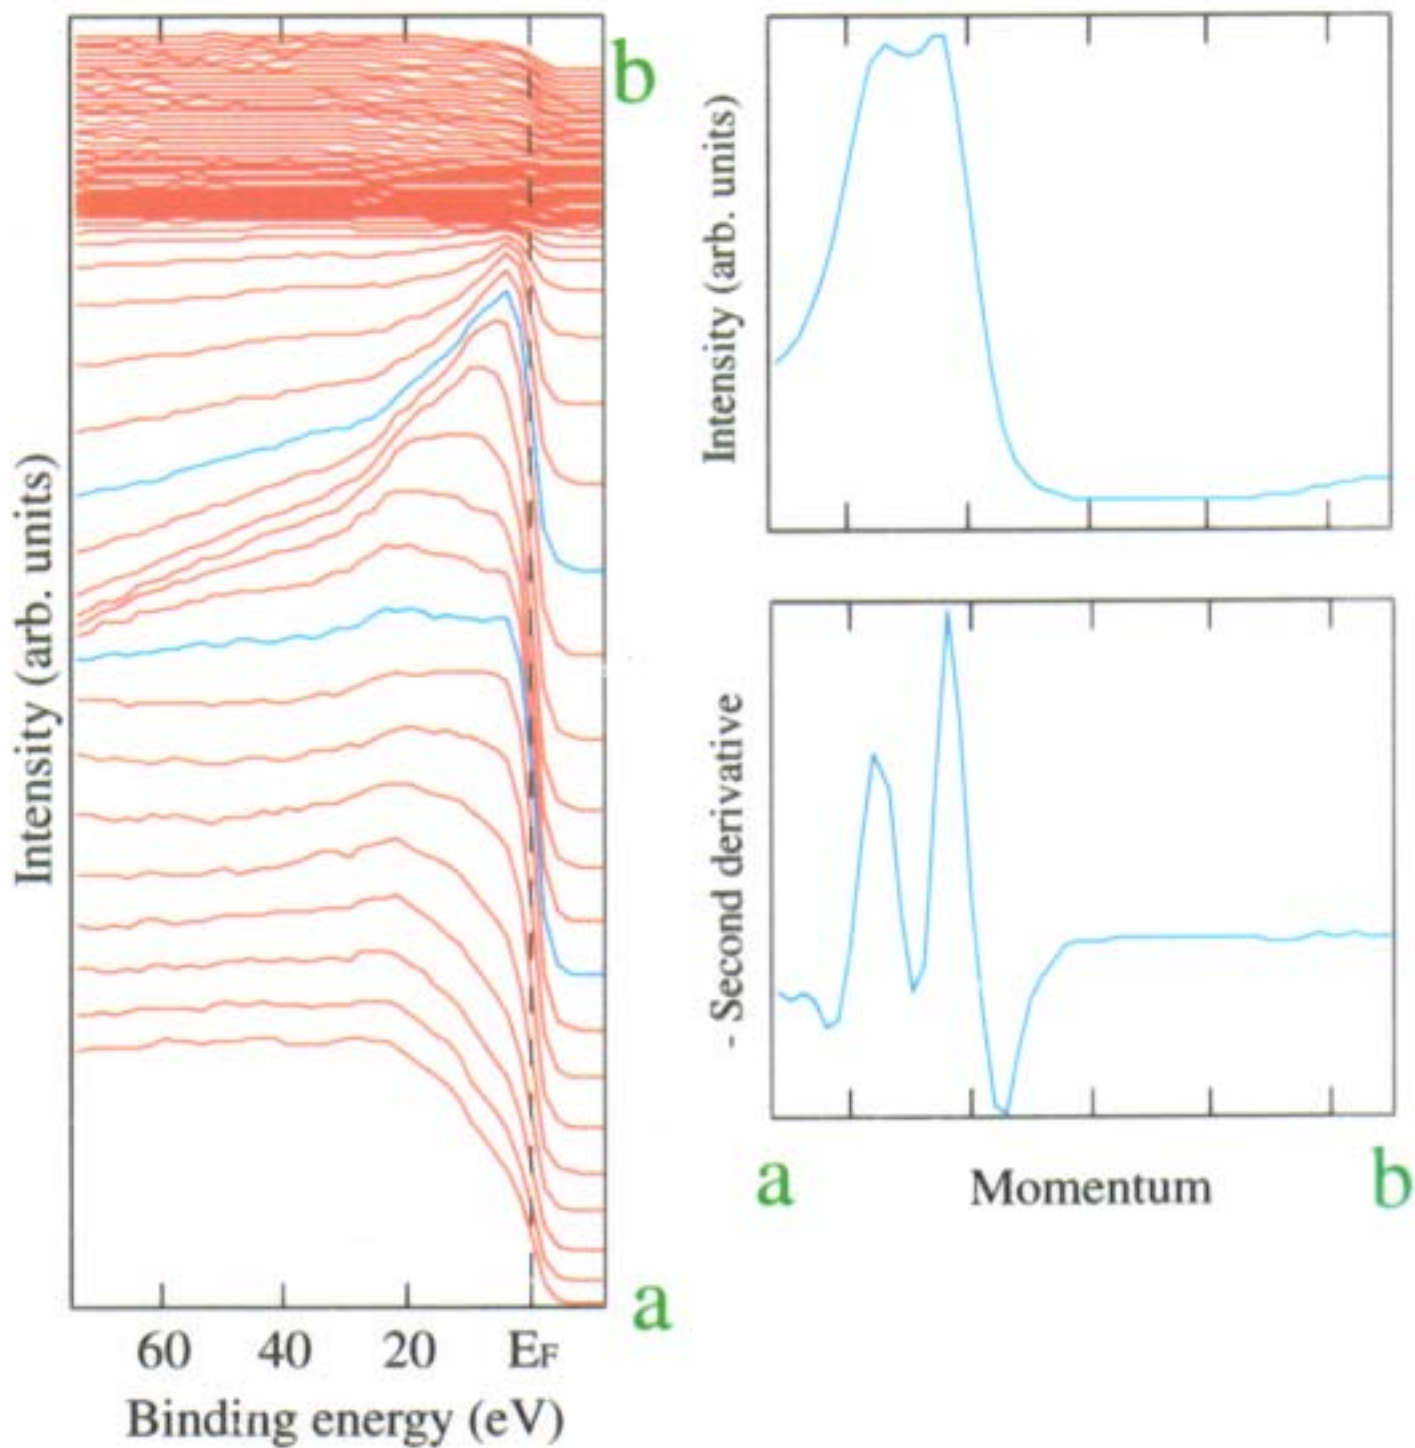 b
Intensity (arb. units)
a
60 40 20 EF
Binding energy (eV)
Intensity (arb. units)
- Second derivative
a Momentum b